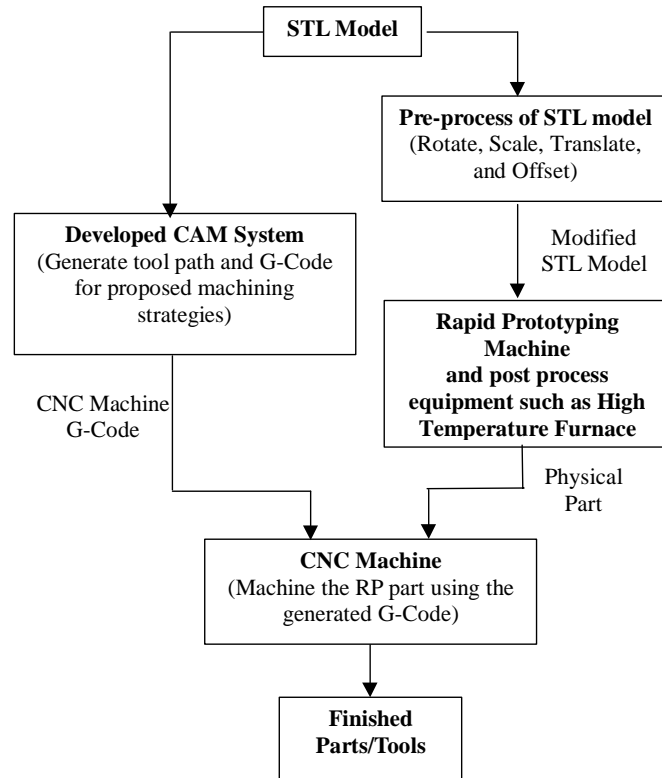 STL Model
Pre-process of STL model
(Rotate, Scale, Translate,
and Offset)
Developed CAM System
(Generate tool path and G-Code
for proposed machining
strategies)
Modified
STL Model
Rapid Prototyping
Machine
and post process
equipment such as High
Temperature Furnace
CNC Machine
G-Code
Physical
Part
CNC Machine
(Machine the RP part using the
generated G-Code)
Finished
Parts/Tools